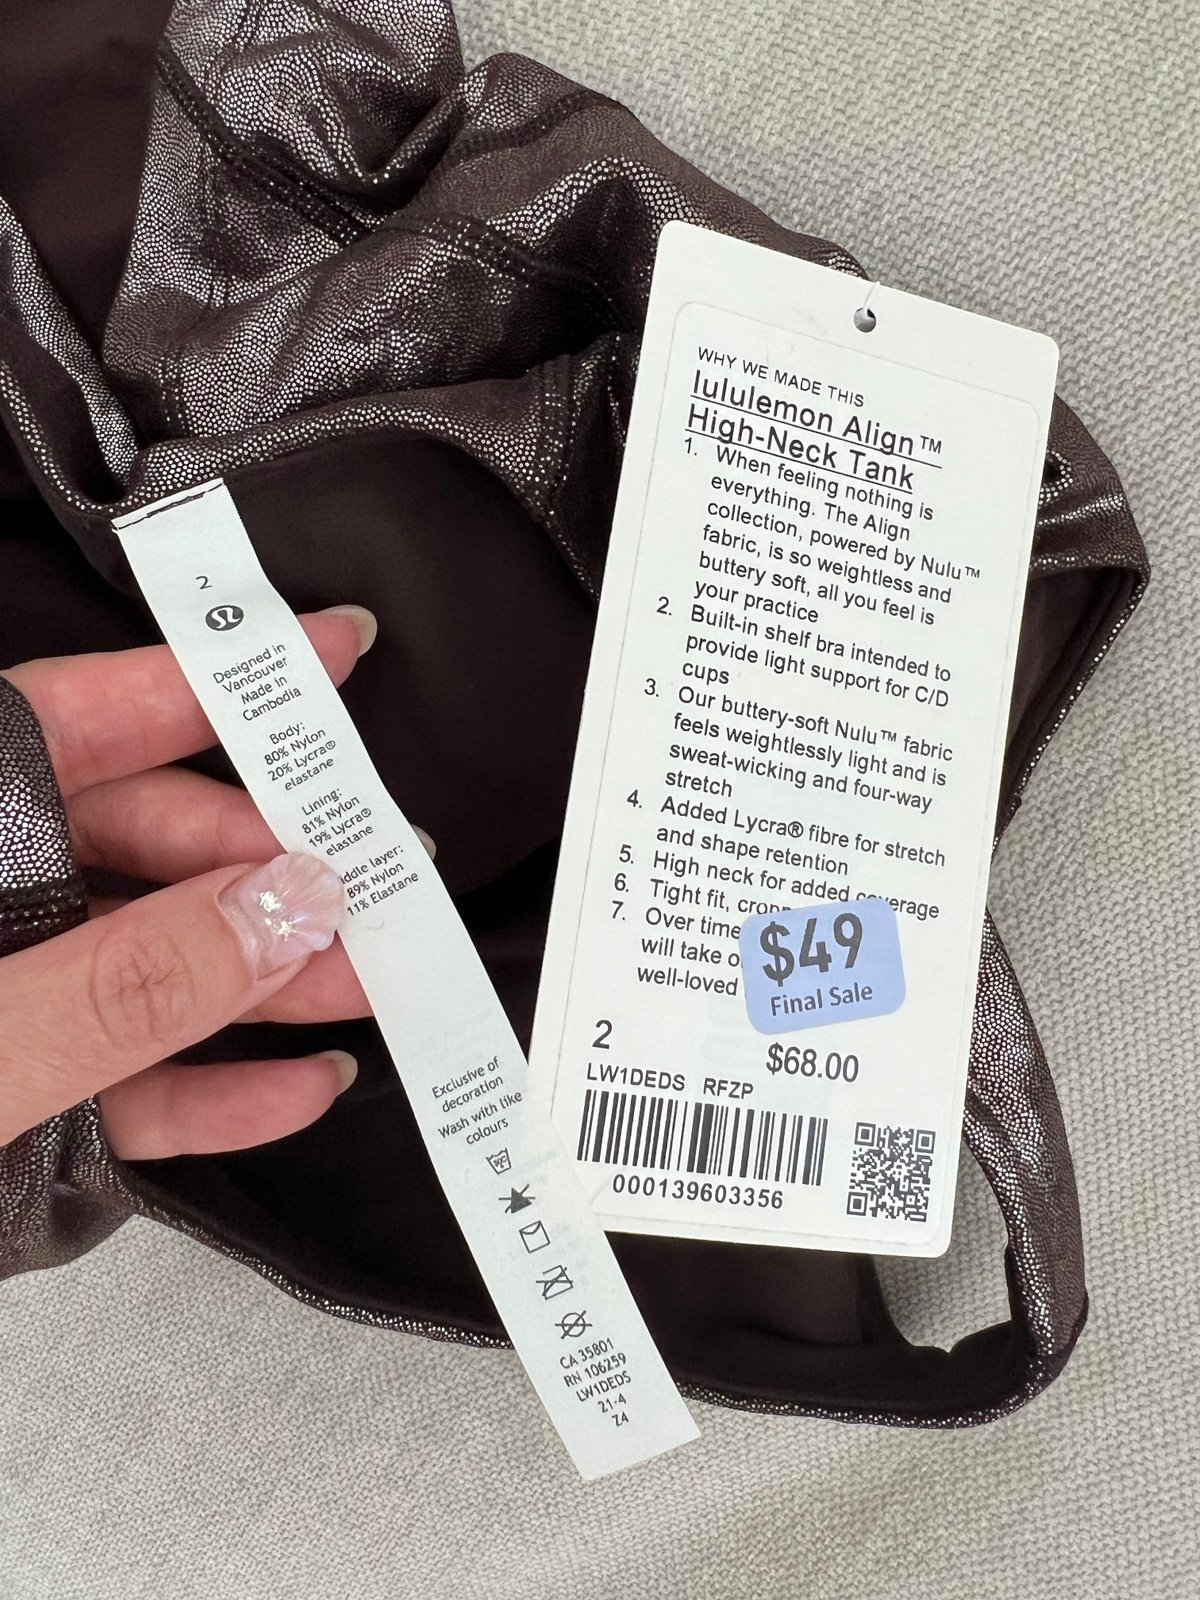 2
Designed in
Vancouver
Made in
Cambodia
Body:
80% Nylon
20% Lycra®
elastane
Lining:
81% Nylon
19% Lycra®
elastane
iddle layer:
89% Nylon
11% Elastane
Exclusive of
decoration
Wash with like
colours
30C
CA 35801
RN 106259
LW1DEDS
21-4
Z4
WHY WE MADE THIS
lululemon Align™
High-Neck Tank
1. When feeling nothing is
everything. The Align
collection, powered by Nulu™
fabric, is so weightless and
buttery soft, all you feel is
your practice
2. Built-in shelf bra intended to
provide light support for C/D
cups
3. Our buttery-soft Nulu™ fabric
feels weightlessly light and is
sweat-wicking and four-way
stretch
4. Added Lycra® fibre for stretch
and shape retention
5. High neck for added coverage
6. Tight fit,
7. Over time
will take
well-loved
$49
Final Sale
2
$68.00
LW1DEDS RFZP
000139603356